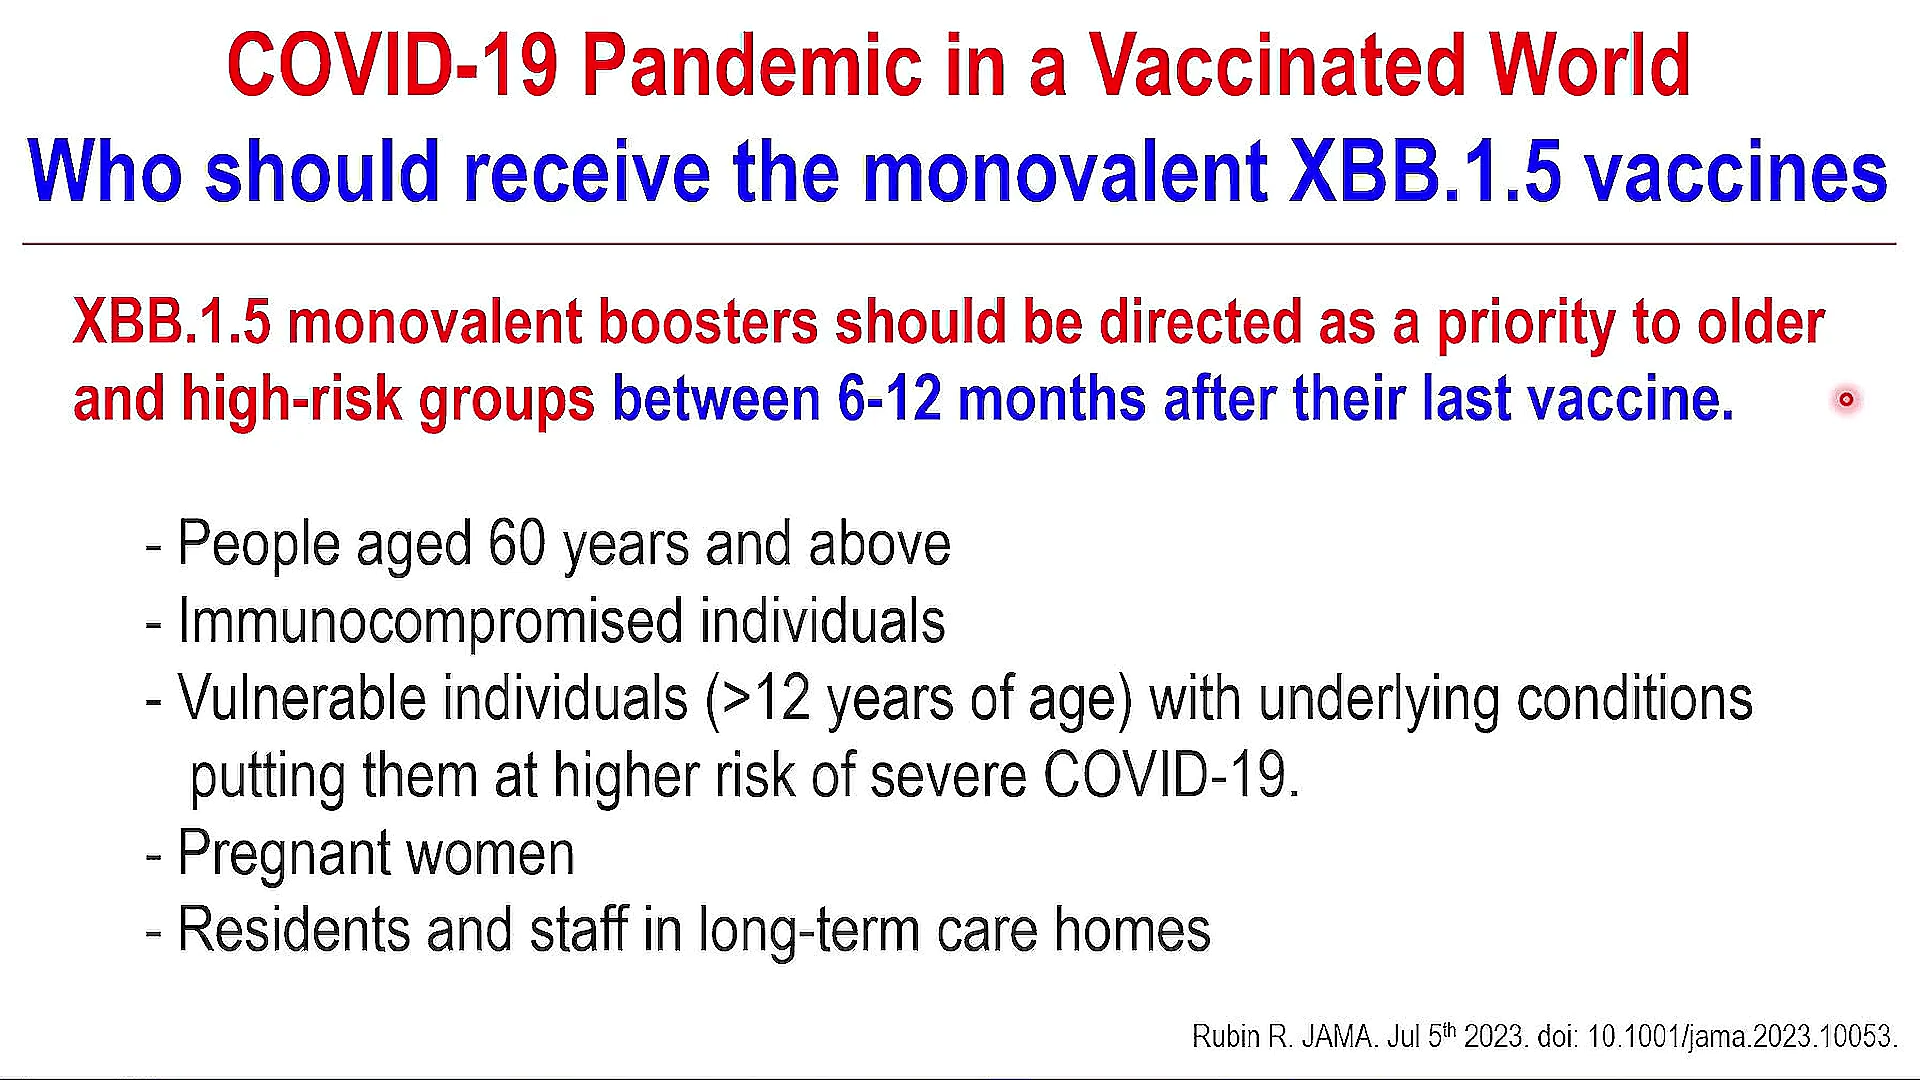 COVID-19 Pandemic in a Vaccinated World
Who should receive the monovalent XBB.1.5 vaccines
XBB.1.5 monovalent boosters should be directed as a priority to older
and high-risk groups between 6-12 months after their last vaccine.
- People aged 60 years and above
- Immunocompromised individuals
- Vulnerable individuals (>12 years of age) with underlying conditions
putting them at higher risk of severe COVID-19.
- Pregnant women
- Residents and staff in long-term care homes
Rubin R. JAMA. Jul 5th 2023. doi: 10.1001/jama.2023.10053.